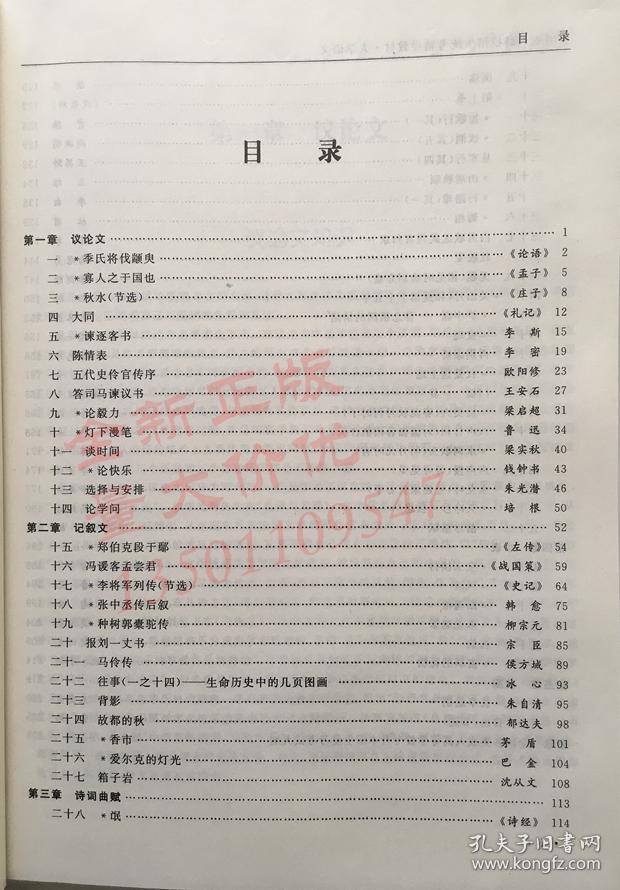 目 录
目 录
第一章 议论文 1
一 *季氏将伐颛臾 《论语》 2
二 *寡人之于国也 《孟子》 5
三 *秋水(节选) 《庄子》 8
四 大同 《礼记》 12
五 *谏逐客书 李 斯 15
六 陈情表 李 密 19
七 五代史伶官传序 欧阳修 23
八 答司马谏议书 王安石 27
九 *论毅力 梁启超 31
十 *灯下漫笔 鲁 迅 34
十一 谈时间 梁实秋 40
十二 *论快乐 钱钟书 43
十三 选择与安排 朱光潜 46
十四 论学问 培 根 50
第二章 记叙文 52
十五 *郑伯克段于鄢 《左传》 54
十六 冯谖客孟尝君 《战国策》 59
十七 *李将军列传(节选) 《史记》 64
十八 *张中丞传后叙 韩 愈 75
十九 *种树郭橐驼传 柳宗元 81
二十 报刘一丈书 宗 臣 85
二十一 马伶传 侯方域 89
二十二 往事(一之十四)——生命历史中的几页图画 冰 心 93
二十三 背影 朱自清 95
二十四 故都的秋 郁达夫 98
二十五 *香市 茅 盾 101
二十六 *爱尔克的灯光 巴 金 104
二十七 箱子岩 沈从文 108
第三章 诗词曲赋 113
二十八 *氓 《诗经》 114
全新正版
量大价优
13501109547
孔夫子旧书网
www.kongfz.com